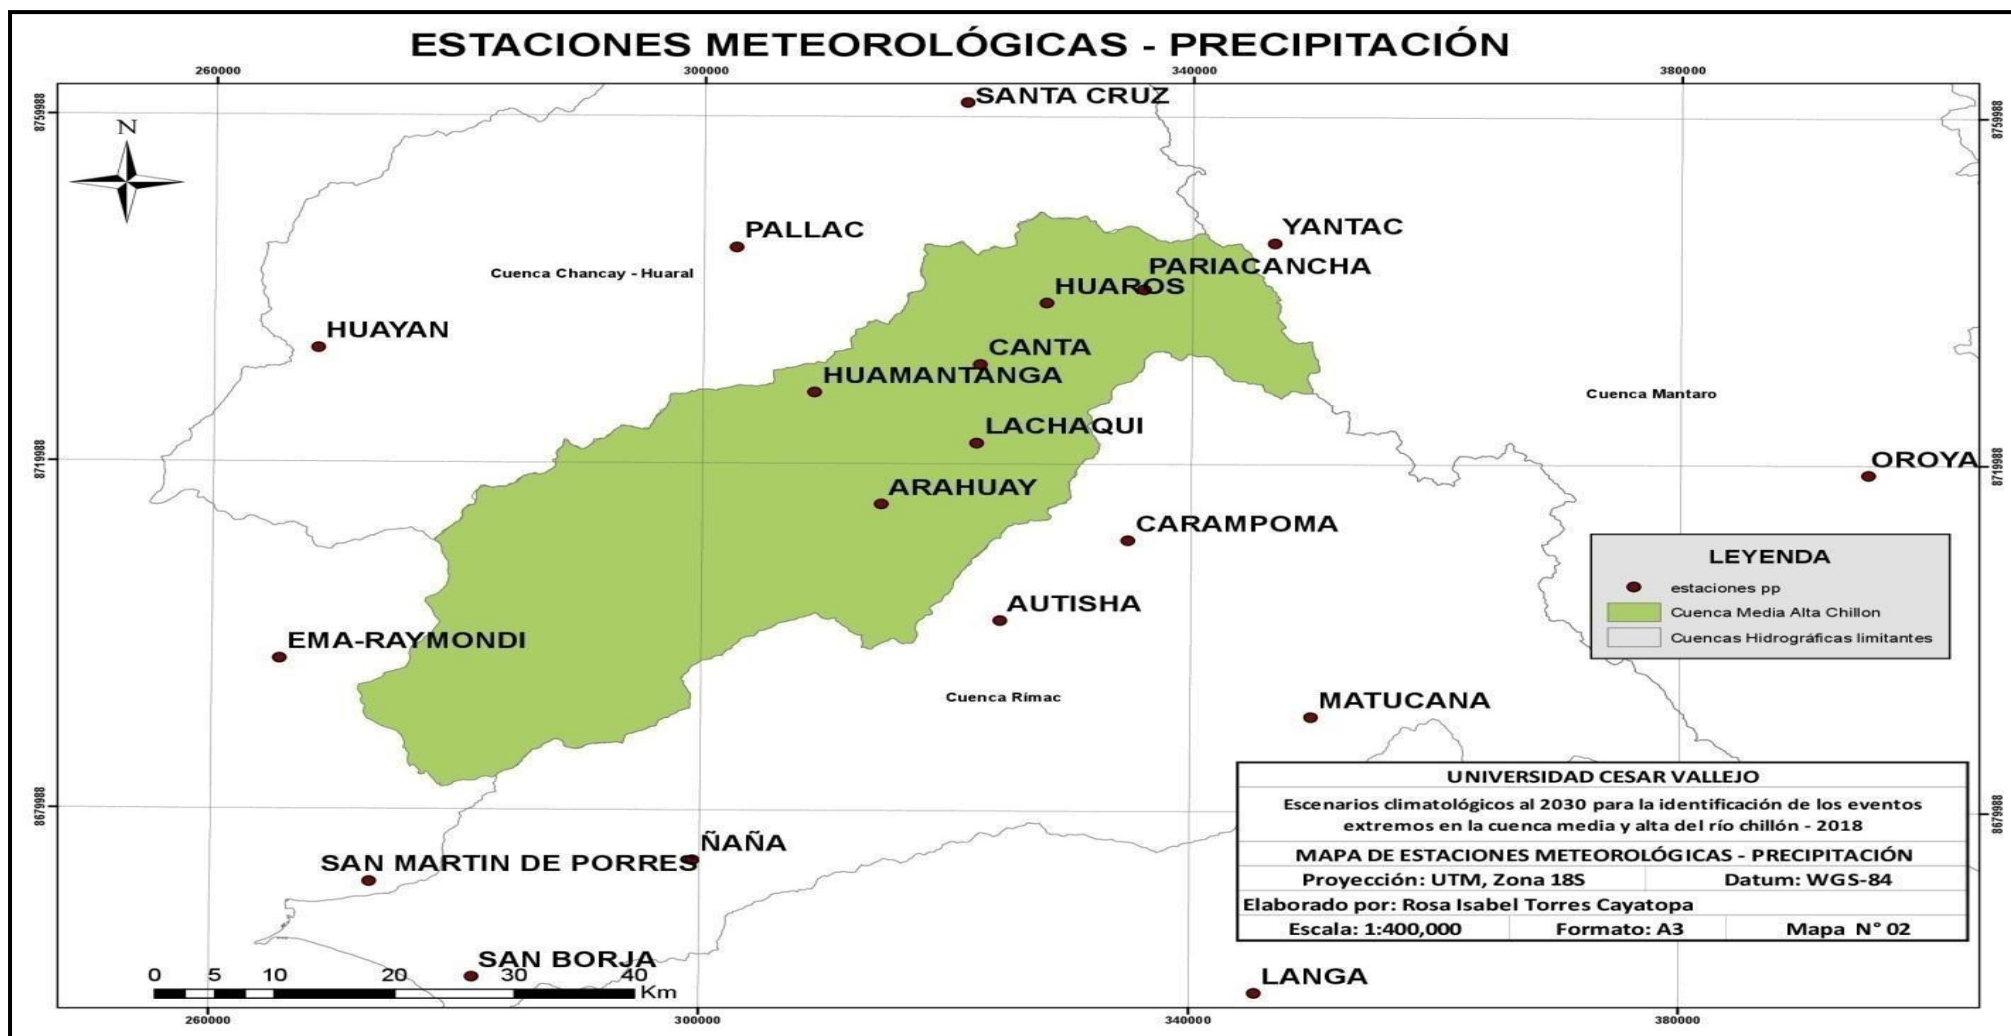 ESTACIONES METEOROLÓGICAS - PRECIPITACIÓN
260000 300000 340000 380000
8759988 8759988
SANTA CRUZ
N
PALLAC
YANTAC
Cuenca Chancay - Huaral
PARIACANCHA
HUAROS
HUAYAN
CANTA
HUAMANTANGA
Cuenca Mantaro
LACHAQUI
8719988 8719988
OROYA
ARAHUAY
CARAMPOMA
LEYENDA
estaciones pp
Cuenca Media Alta Chillon
Cuencas Hidrográficas limitantes
AUTISHA
EMA-RAYMONDI
Cuenca Rímac
MATUCANA
8679988 8679988
UNIVERSIDAD CESAR VALLEJO
Escenarios climatológicos al 2030 para la identificación de los eventos
extremos en la cuenca media y alta del río chillón - 2018
MAPA DE ESTACIONES METEOROLÓGICAS - PRECIPITACIÓN
Proyección: UTM, Zona 18S Datum: WGS-84
Elaborado por: Rosa Isabel Torres Cayatopa
Escala: 1:400,000 Formato: A3 Mapa N° 02
ÑAÑA
SAN MARTIN DE PORRES
SAN BORJA
LANGA
0 5 10 20 30 40
Km
260000 300000 340000 380000